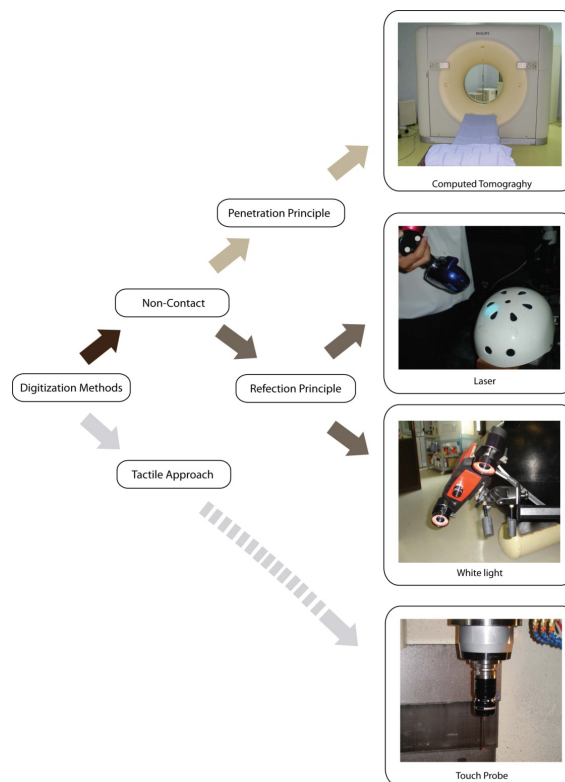 PHILIPS
Computed Tomograghy
Penetration Principle
Non-Contact
Digitization Methods
Refection Principle
Laser
Tactile Approach
White light
Touch Probe